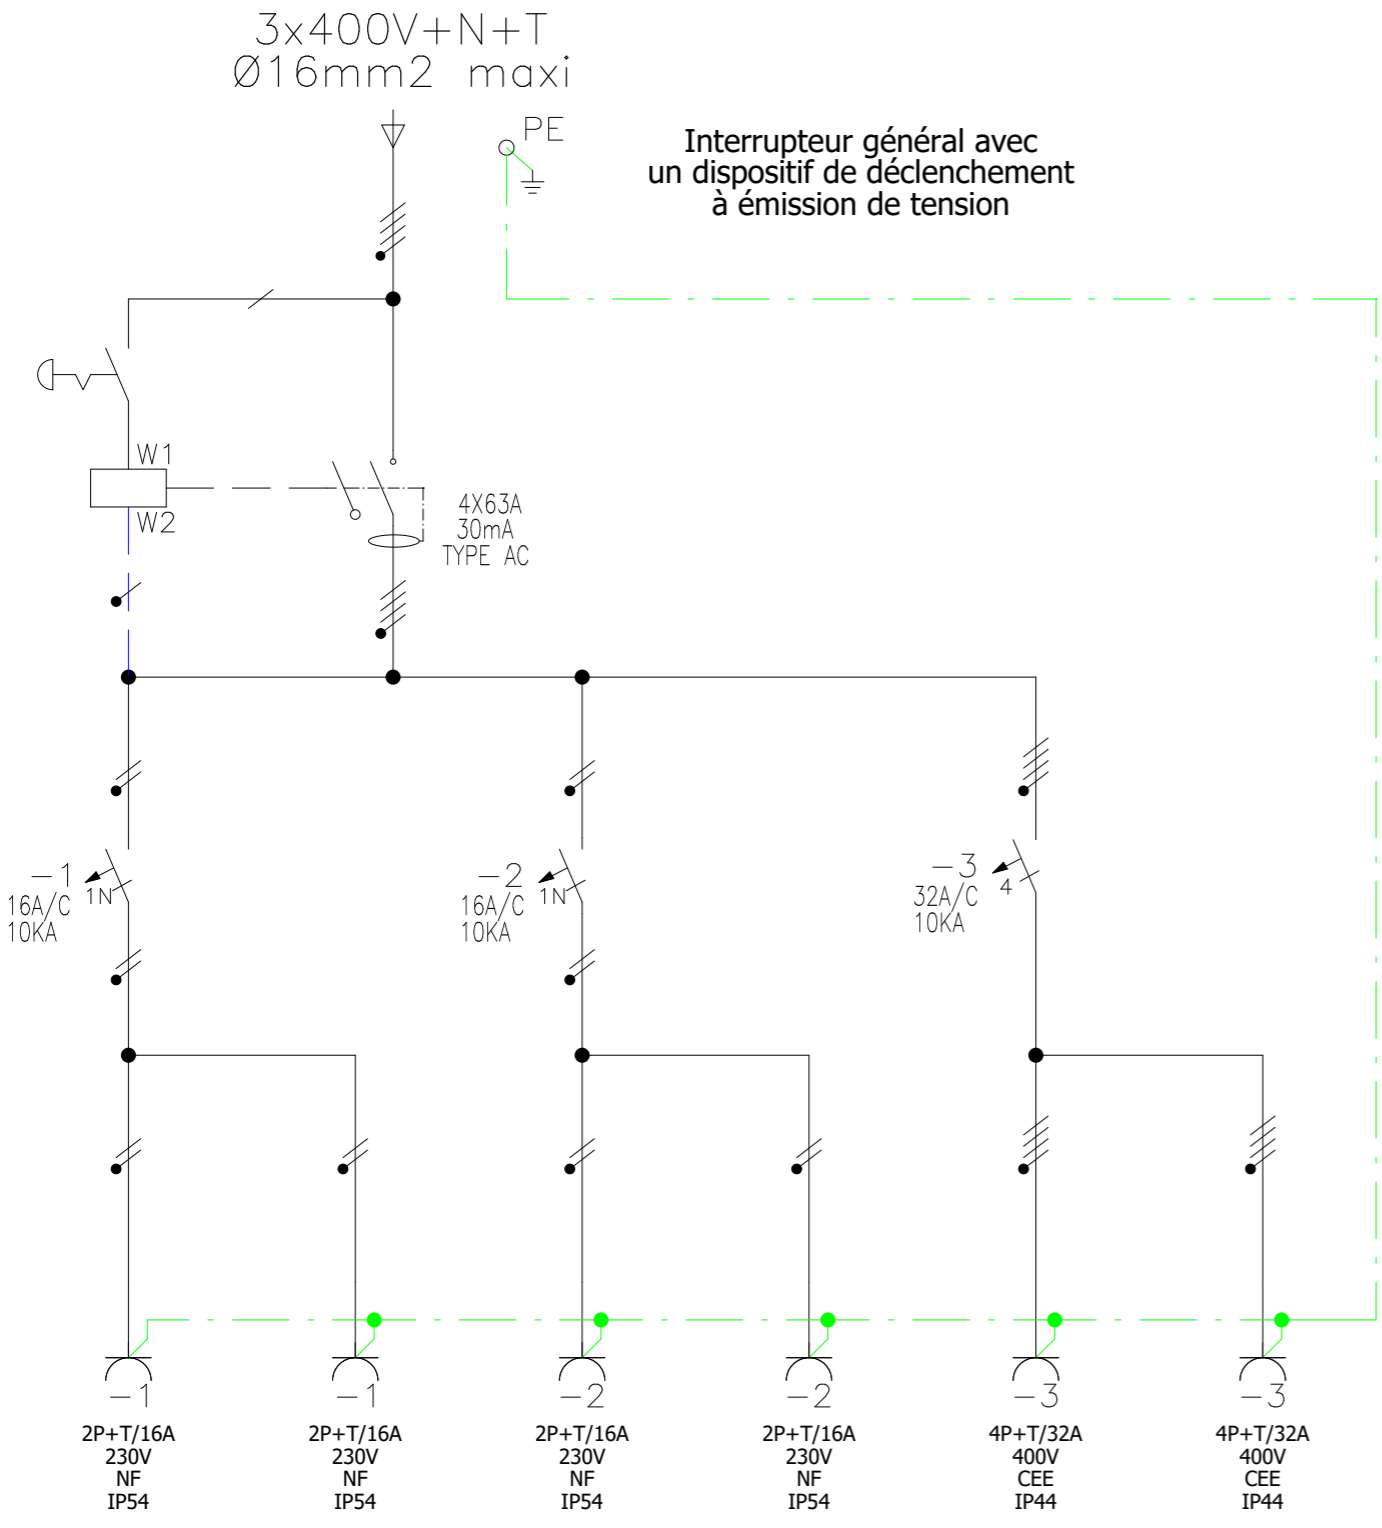 3x400V+N+T
Ø16mm2 maxi
PE
Interrupteur général avec
un dispositif de déclenchement
à émission de tension
W1
W2
4X63A
30mA
TYPE AC
-1
16A/C
10KA
1N
-2
16A/C
10KA
1N
-3
32A/C
10KA
4
-1
2P+T/16A
230V
NF
IP54
-1
2P+T/16A
230V
NF
IP54
-2
2P+T/16A
230V
NF
IP54
-2
2P+T/16A
230V
NF
IP54
-3
4P+T/32A
400V
CEE
IP44
-3
4P+T/32A
400V
CEE
IP44